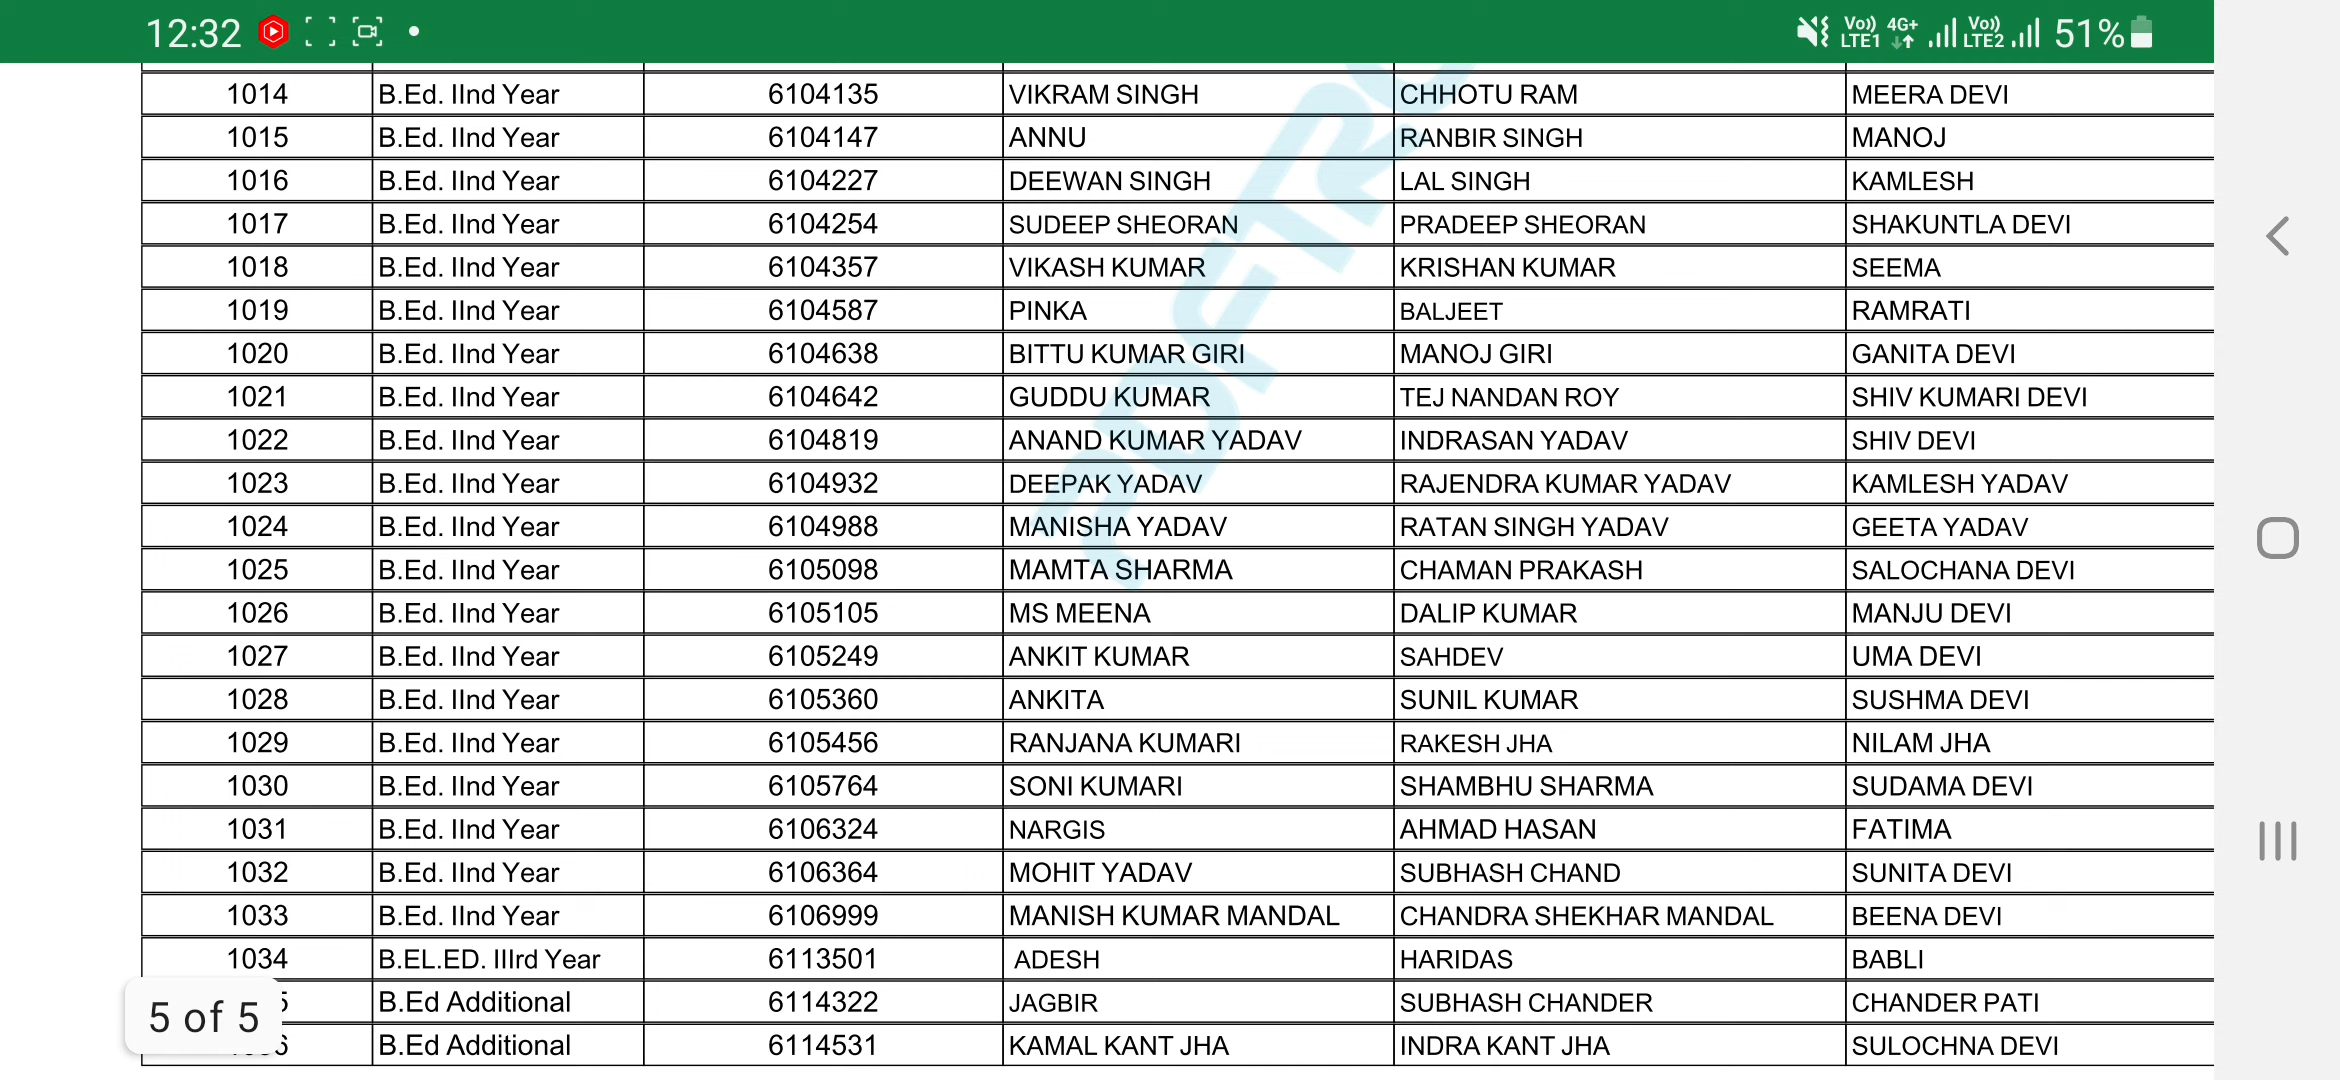 12:32 Vo)) LTE1 4G+ Vo)) LTE2 51%
1014 B.Ed. IInd Year 6104135 VIKRAM SINGH CHHOTU RAM MEERA DEVI
1015 B.Ed. IInd Year 6104147 ANNU RANBIR SINGH MANOJ
1016 B.Ed. IInd Year 6104227 DEEWAN SINGH LAL SINGH KAMLESH
1017 B.Ed. IInd Year 6104254 SUDEEP SHEORAN PRADEEP SHEORAN SHAKUNTLA DEVI
1018 B.Ed. IInd Year 6104357 VIKASH KUMAR KRISHAN KUMAR SEEMA
1019 B.Ed. IInd Year 6104587 PINKA BALJEET RAMRATI
1020 B.Ed. IInd Year 6104638 BITTU KUMAR GIRI MANOJ GIRI GANITA DEVI
1021 B.Ed. IInd Year 6104642 GUDDU KUMAR TEJ NANDAN ROY SHIV KUMARI DEVI
1022 B.Ed. IInd Year 6104819 ANAND KUMAR YADAV INDRASAN YADAV SHIV DEVI
1023 B.Ed. IInd Year 6104932 DEEPAK YADAV RAJENDRA KUMAR YADAV KAMLESH YADAV
1024 B.Ed. IInd Year 6104988 MANISHA YADAV RATAN SINGH YADAV GEETA YADAV
1025 B.Ed. IInd Year 6105098 MAMTA SHARMA CHAMAN PRAKASH SALOCHANA DEVI
1026 B.Ed. IInd Year 6105105 MS MEENA DALIP KUMAR MANJU DEVI
1027 B.Ed. IInd Year 6105249 ANKIT KUMAR SAHDEV UMA DEVI
1028 B.Ed. IInd Year 6105360 ANKITA SUNIL KUMAR SUSHMA DEVI
1029 B.Ed. IInd Year 6105456 RANJANA KUMARI RAKESH JHA NILAM JHA
1030 B.Ed. IInd Year 6105764 SONI KUMARI SHAMBHU SHARMA SUDAMA DEVI
1031 B.Ed. IInd Year 6106324 NARGIS AHMAD HASAN FATIMA
1032 B.Ed. IInd Year 6106364 MOHIT YADAV SUBHASH CHAND SUNITA DEVI
1033 B.Ed. IInd Year 6106999 MANISH KUMAR MANDAL CHANDRA SHEKHAR MANDAL BEENA DEVI
1034 B.EL.ED. IIIrd Year 6113501 ADESH HARIDAS BABLI
B.Ed Additional 6114322 JAGBIR SUBHASH CHANDER CHANDER PATI
5 of 5
B.Ed Additional 6114531 KAMAL KANT JHA INDRA KANT JHA SULOCHNA DEVI